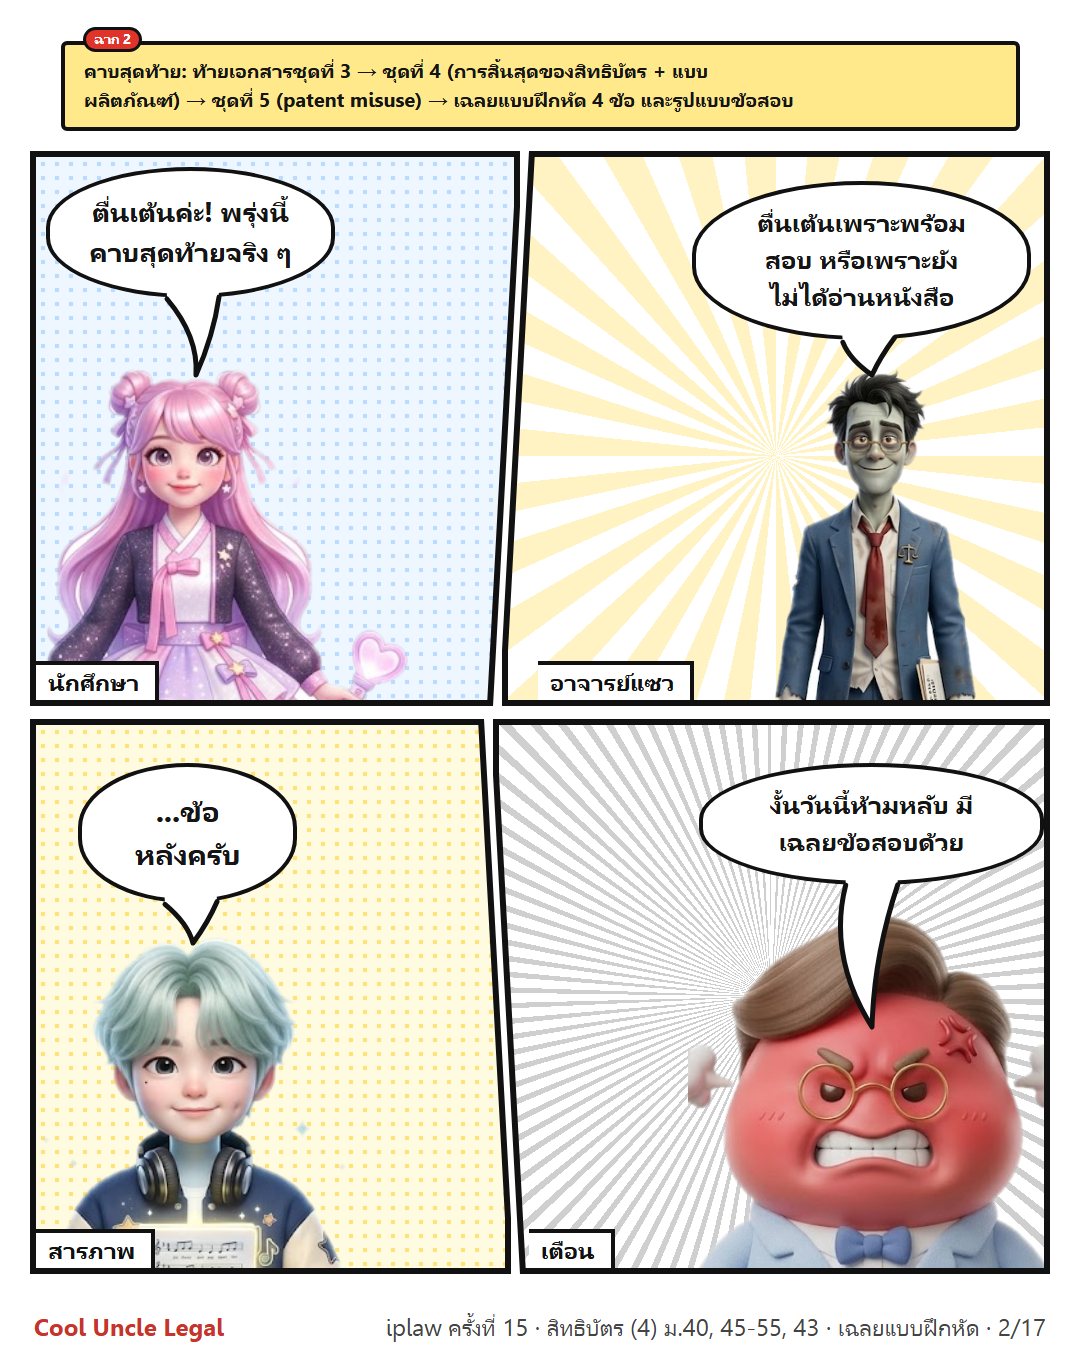 ฉาก 2
คาบสุดท้าย: ท้ายเอกสารชุดที่ 3 → ชุดที่ 4 (การสิ้นสุดของสิทธิบัตร + แบบ
ผลิตภัณฑ์) → ชุดที่ 5 (patent misuse) → เฉลยแบบฝึกหัด 4 ข้อ และรูปแบบข้อสอบ
ตื่นเต้นค่ะ! พรุ่งนี้
คาบสุดท้ายจริง ๆ
นักศึกษา
ตื่นเต้นเพราะพร้อม
สอบ หรือเพราะยัง
ไม่ได้อ่านหนังสือ
อาจารย์แซว
...ข้อ
หลังครับ
สารภาพ
งั้นวันนี้ห้ามหลับ มี
เฉลยข้อสอบด้วย
เตือน
Cool Uncle Legal
iplaw ครั้งที่ 15 · สิทธิบัตร (4) ม.40, 45-55, 43 · เฉลยแบบฝึกหัด · 2/17